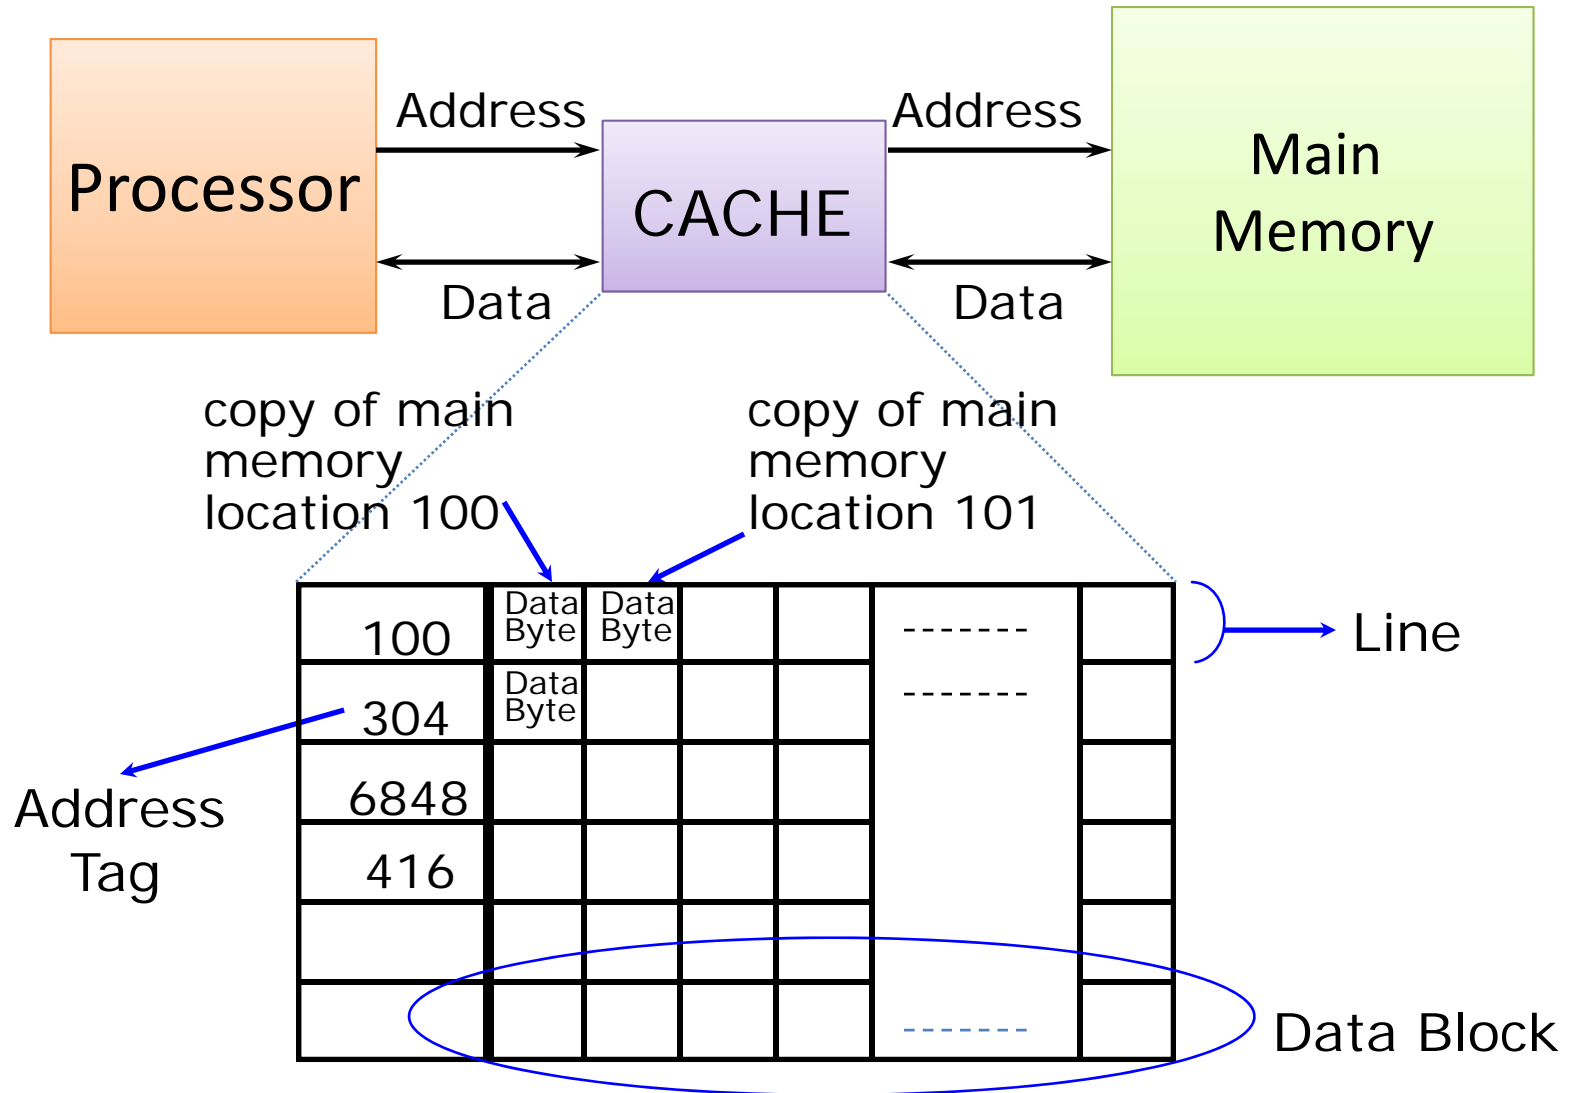 Address
Address
Processor
CACHE
Main
Memory
Data
Data
copy of main
memory
location 100
copy of main
memory
location 101
100
Data
Byte
Data
Byte
Line
304
Data
Byte
6848
Address
Tag
416
Data Block